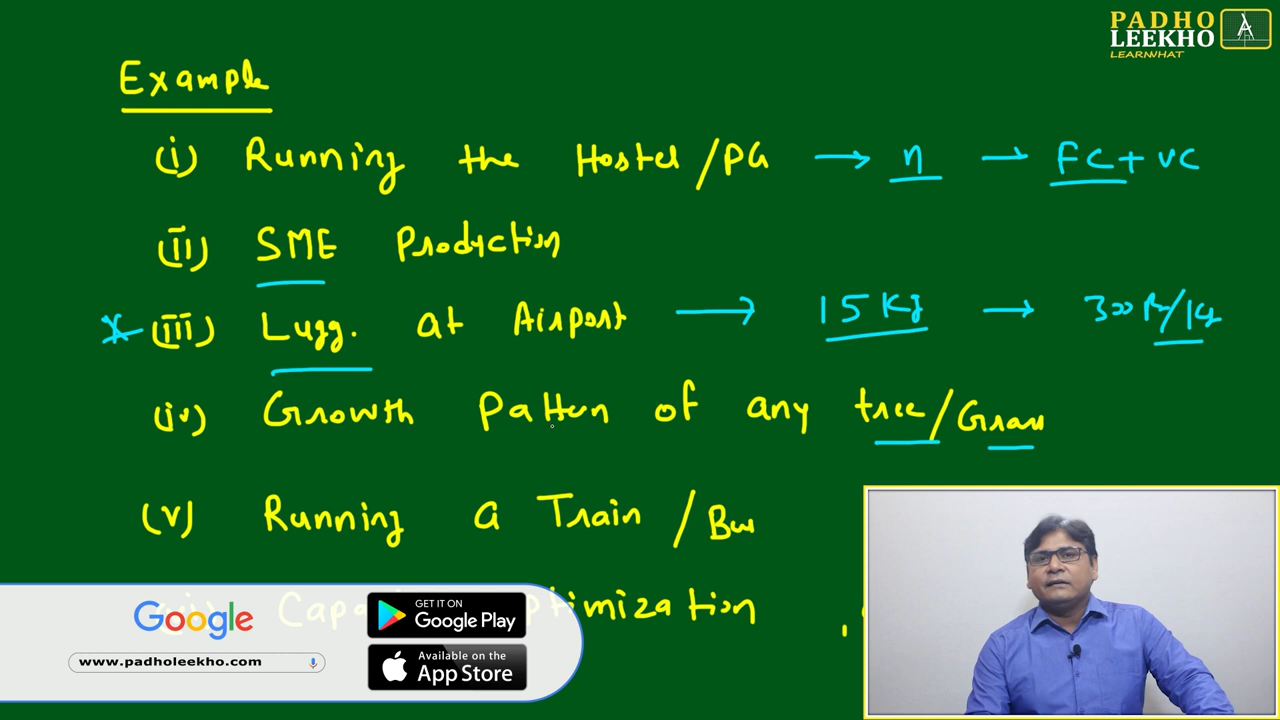 PADHO
LEEKHO
LEARNWHAT
Example
(i) Running the Hostel/PG → n → FC + VC
(II) SME Production
(III) Lugg. at Airport → 15 Kg → 300 Rs/Kg
(iv) Growth Pattern of any tree/Grass
(v) Running a Train / Bus
Optimization
Google
www.padholeekho.com
GET IT ON
Google Play
Available on the
App Store